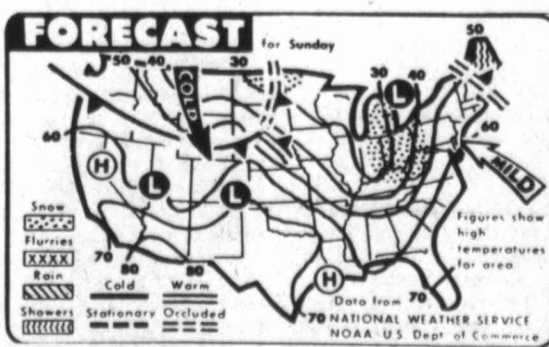 FORECAST for Sunday
50 40 30 50
COLD
30 L 40
60 60
H L L
MILD
Snow
Flurries
XXXX
Rain
Showers
70
80 80
Cold Warm
Stationary Occluded
H
70
70
Figures show
high
temperatures
for area
Data from
NATIONAL WEATHER SERVICE
NOAA U.S. Dept of Commerce